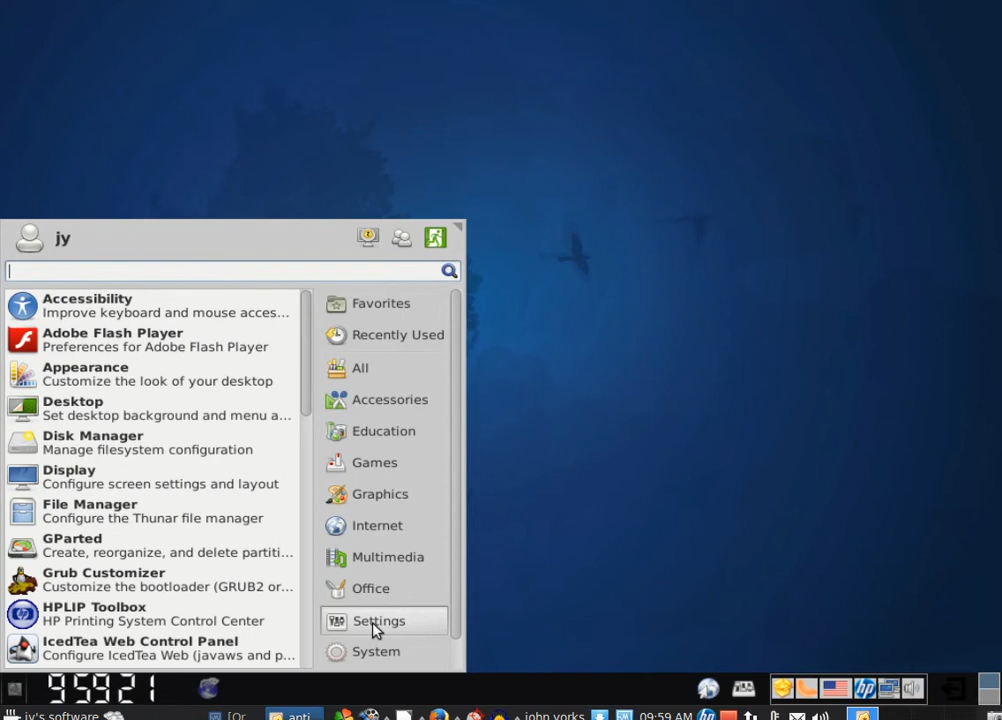 jy
Accessibility
Improve keyboard and mouse acces...
Adobe Flash Player
Preferences for Adobe Flash Player
Appearance
Customize the look of your desktop
Desktop
Set desktop background and menu a...
Disk Manager
Manage filesystem configuration
Display
Configure screen settings and layout
File Manager
Configure the Thunar file manager
GParted
Create, reorganize, and delete partiti...
Grub Customizer
Customize the bootloader (GRUB2 or...
HPLIP Toolbox
HP Printing System Control Center
IcedTea Web Control Panel
Configure IcedTea Web (javaws and p...
Favorites
Recently Used
All
Accessories
Education
Games
Graphics
Internet
Multimedia
Office
Settings
System
95921
hp
jy's software
[Or
anti
john yorks
09:59 AM
hp